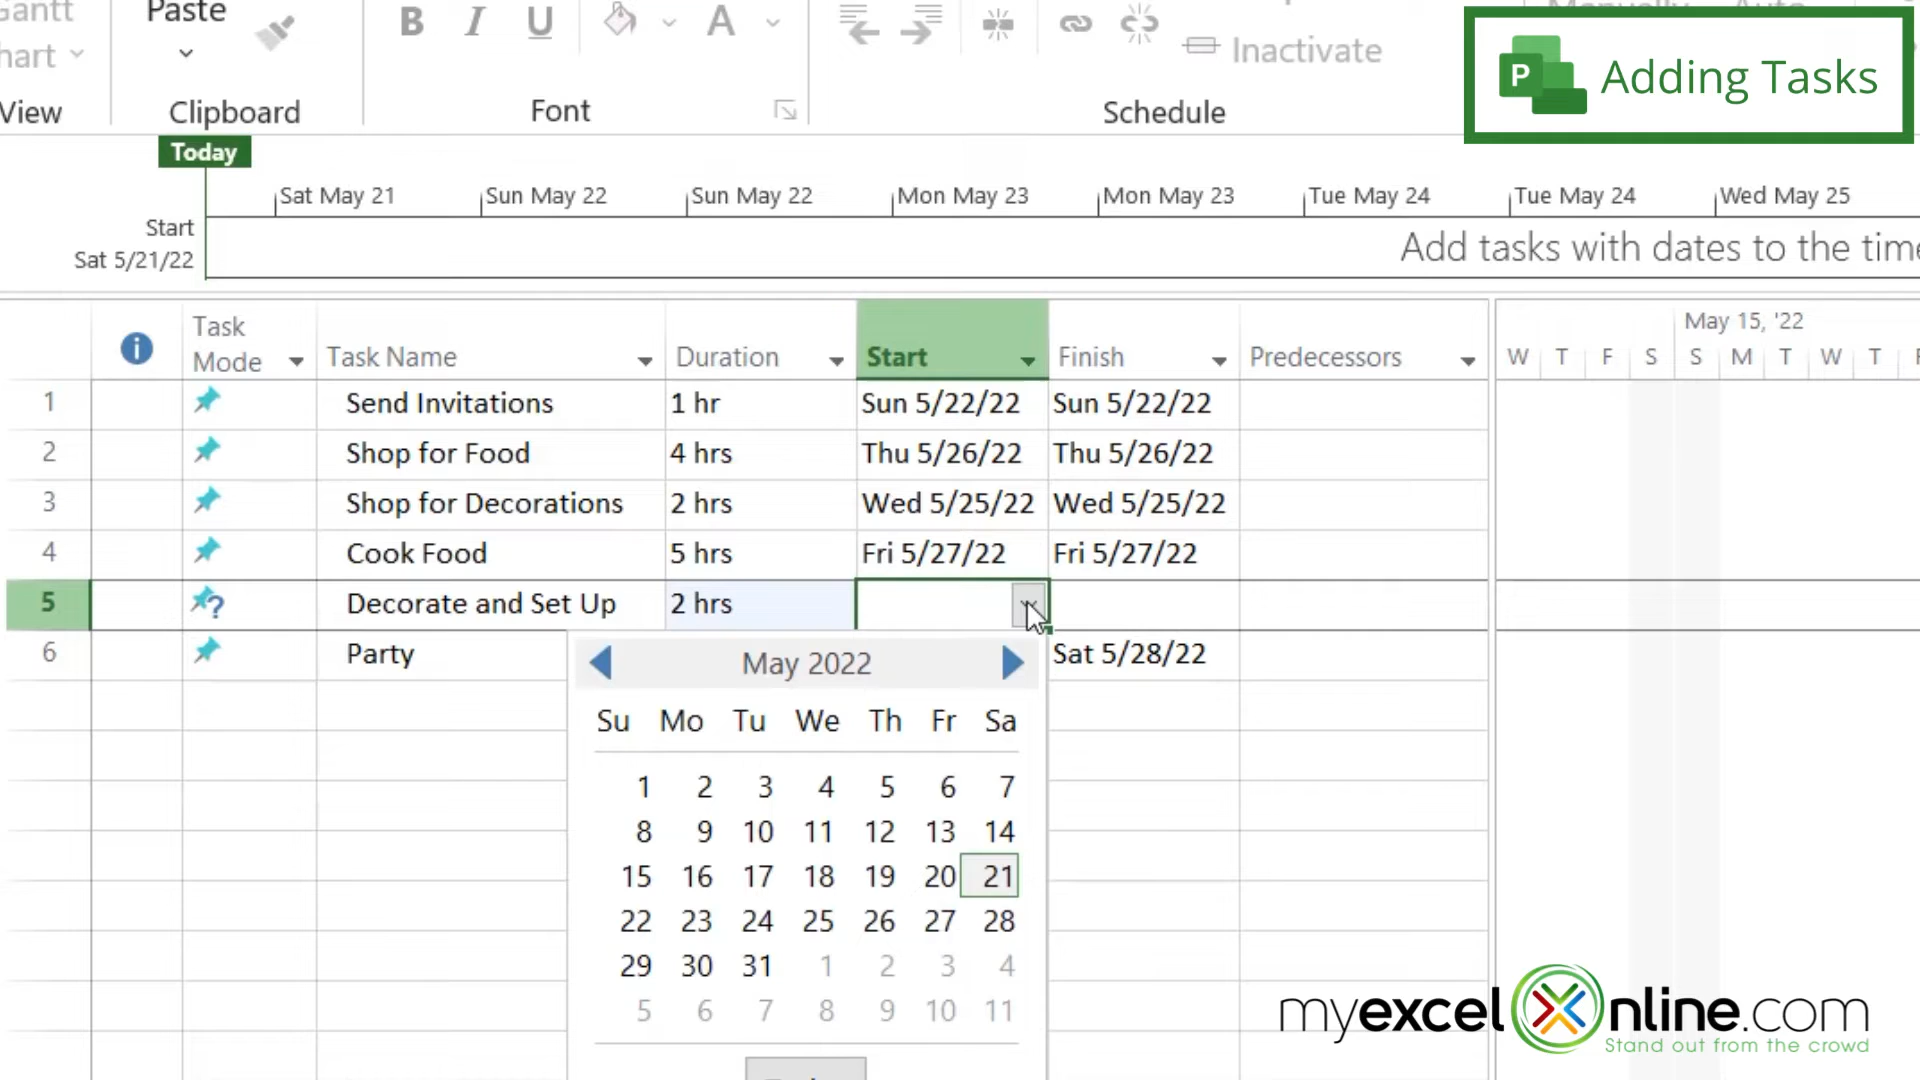 Gantt
Chart
Paste
B I U A
Inactivate
View
Clipboard
Font
Schedule
P Adding Tasks
Today
Sat May 21 Sun May 22 Sun May 22 Mon May 23 Mon May 23 Tue May 24 Tue May 24 Wed May 25
Start
Sat 5/21/22
Add tasks with dates to the time
Task
Mode
Task Name Duration Start Finish Predecessors
May 15, '22
W T F S S M T W T F
1 Send Invitations 1 hr Sun 5/22/22 Sun 5/22/22
2 Shop for Food 4 hrs Thu 5/26/22 Thu 5/26/22
3 Shop for Decorations 2 hrs Wed 5/25/22 Wed 5/25/22
4 Cook Food 5 hrs Fri 5/27/22 Fri 5/27/22
5 Decorate and Set Up 2 hrs
6 Party Sat 5/28/22
May 2022
Su Mo Tu We Th Fr Sa
1 2 3 4 5 6 7
8 9 10 11 12 13 14
15 16 17 18 19 20 21
22 23 24 25 26 27 28
29 30 31 1 2 3 4
5 6 7 8 9 10 11
myexcelonline.com
Stand out from the crowd